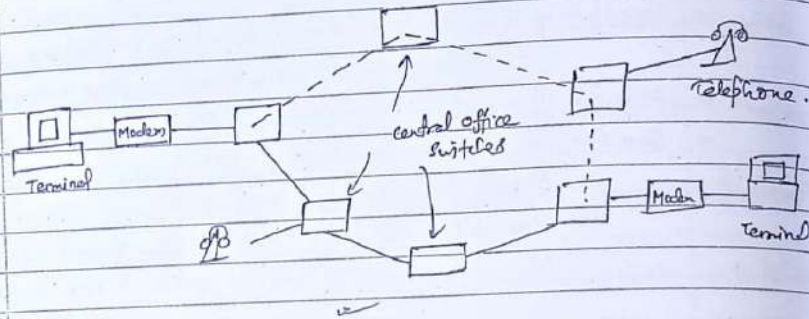 Telephone.
central office
switches
Modem
Terminal
Modem
Terminal